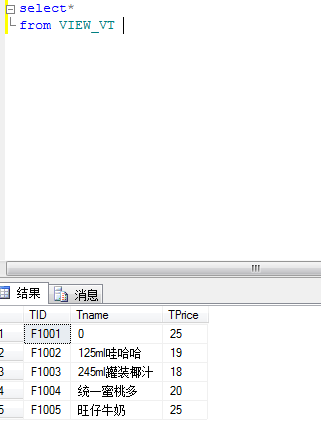 select*
from VIEW_VT
结果 消息
TID Tname TPrice
1 F1001 0 25
2 F1002 125ml哇哈哈 19
3 F1003 245ml罐装椰汁 18
4 F1004 统一蜜桃多 20
5 F1005 旺仔牛奶 25